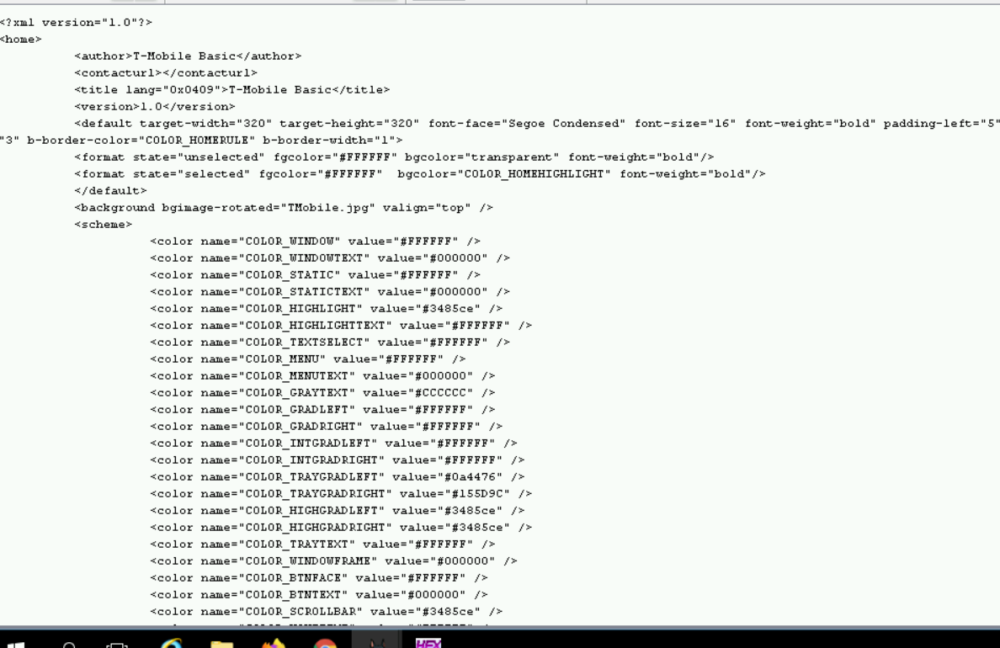 <?xml version="1.0"?>
<home>
<author>T-Mobile Basic</author>
<contacturl></contacturl>
<title lang="0x0409">T-Mobile Basic</title>
<version>1.0</version>
<default target-width="320" target-height="320" font-face="Segoe Condensed" font-size="16" font-weight="bold" padding-left="5"
"3" b-border-color="COLOR_HOMERULE" b-border-width="1">
<format state="unselected" fgcolor="#FFFFFF" bgcolor="transparent" font-weight="bold"/>
<format state="selected" fgcolor="#FFFFFF"  bgcolor="COLOR_HOMEHIGHLIGHT" font-weight="bold"/>
</default>
<background bgimage-rotated="TMobile.jpg" valign="top" />
<scheme>
<color name="COLOR_WINDOW" value="#FFFFFF" />
<color name="COLOR_WINDOWTEXT" value="#000000" />
<color name="COLOR_STATIC" value="#FFFFFF" />
<color name="COLOR_STATICTEXT" value="#000000" />
<color name="COLOR_HIGHLIGHT" value="#3485ce" />
<color name="COLOR_HIGHLIGHTTEXT" value="#FFFFFF" />
<color name="COLOR_TEXTSELECT" value="#FFFFFF" />
<color name="COLOR_MENU" value="#FFFFFF" />
<color name="COLOR_MENUTEXT" value="#000000" />
<color name="COLOR_GRAYTEXT" value="#CCCCCC" />
<color name="COLOR_GRADLEFT" value="#FFFFFF" />
<color name="COLOR_GRADRIGHT" value="#FFFFFF" />
<color name="COLOR_INTGRADLEFT" value="#FFFFFF" />
<color name="COLOR_INTGRADRIGHT" value="#FFFFFF" />
<color name="COLOR_TRAYGRADLEFT" value="#0a4476" />
<color name="COLOR_TRAYGRADRIGHT" value="#155D9C" />
<color name="COLOR_HIGHGRADLEFT" value="#3485ce" />
<color name="COLOR_HIGHGRADRIGHT" value="#3485ce" />
<color name="COLOR_TRAYTEXT" value="#FFFFFF" />
<color name="COLOR_WINDOWFRAME" value="#000000" />
<color name="COLOR_BTNFACE" value="#FFFFFF" />
<color name="COLOR_BTNTEXT" value="#000000" />
<color name="COLOR_SCROLLBAR" value="#3485ce" />
HEX